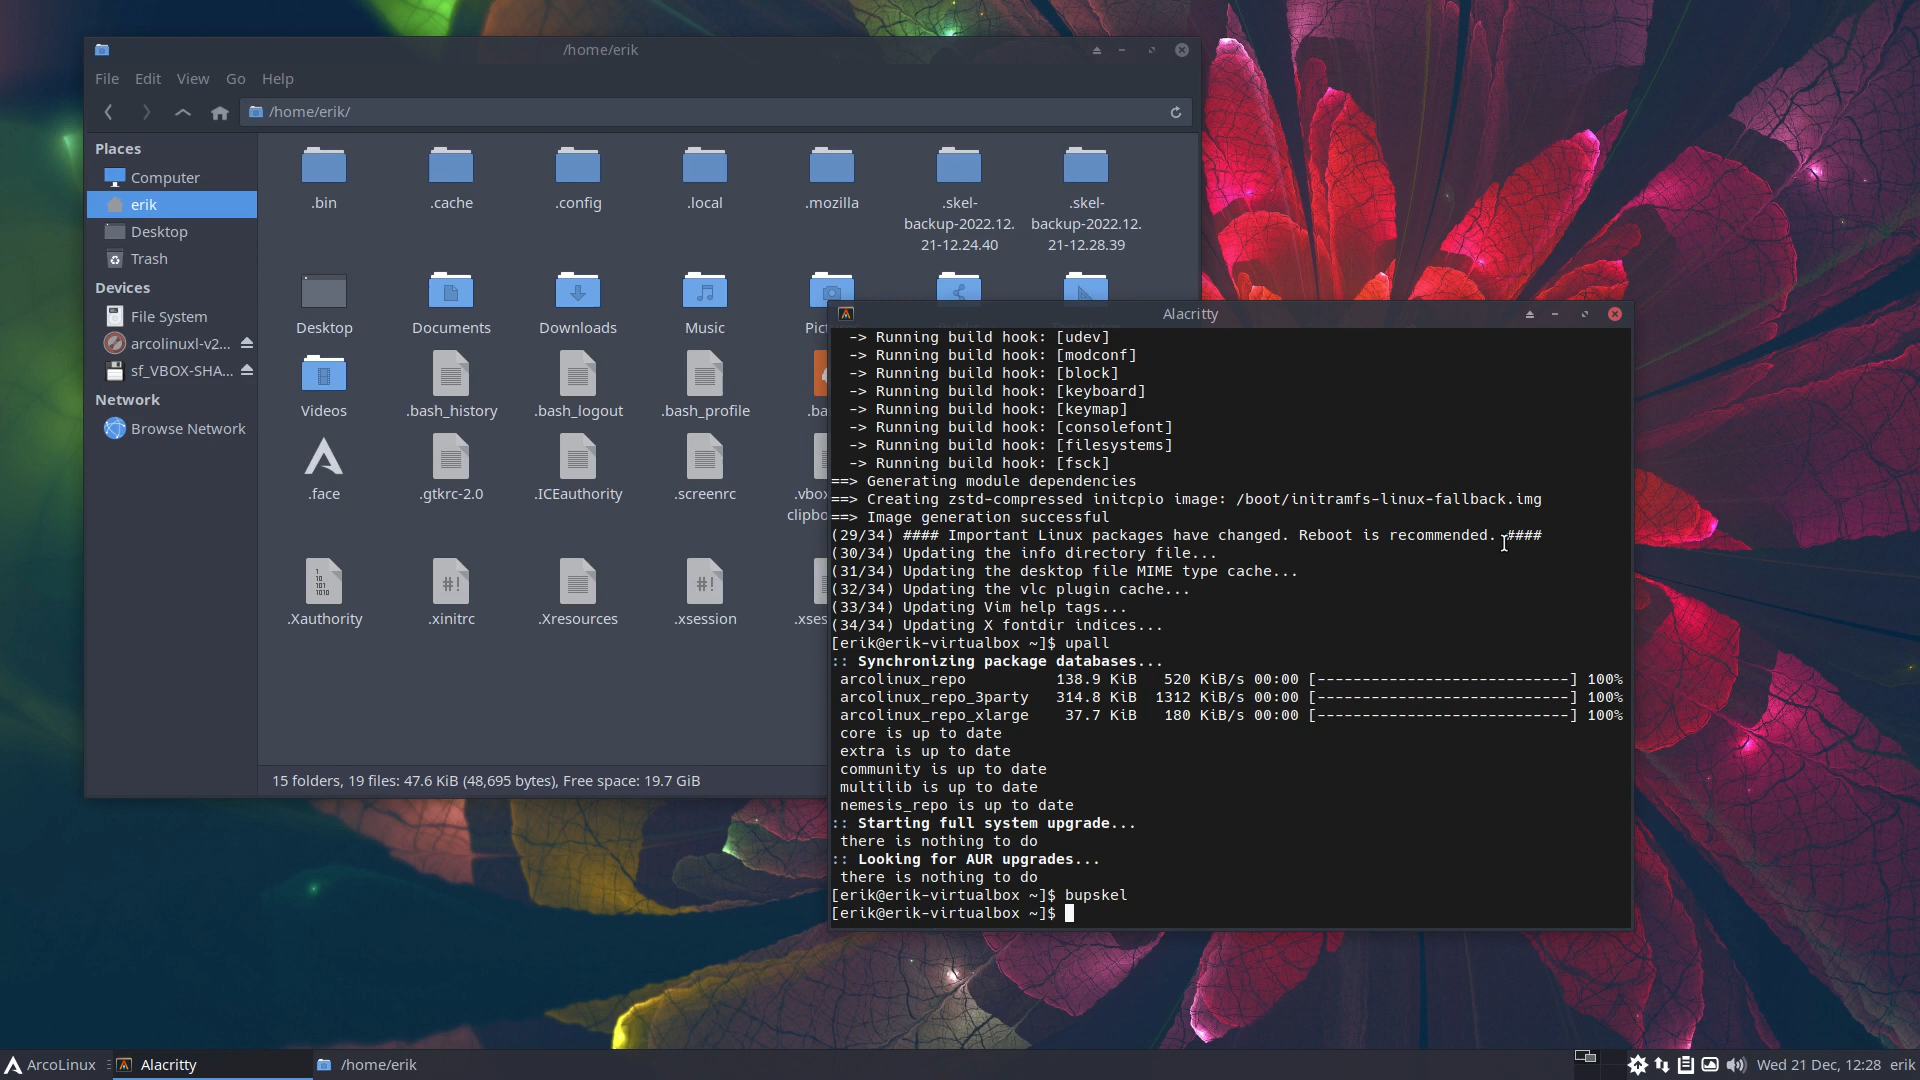 /home/erik
File Edit View Go Help
/home/erik/
Places
Computer
erik
Desktop
Trash
Devices
File System
arcolinuxl-v2...
sf_VBOX-SHA...
Network
Browse Network
.bin .cache .config .local .mozilla .skel- .skel-
backup-2022.12. backup-2022.12.
21-12.24.40 21-12.28.39
Desktop Documents Downloads Music Pict
Videos .bash_history .bash_logout .bash_profile .ba
.face .gtkrc-2.0 .ICEauthority .screenrc .vbox
clipbo
.Xauthority .xinitrc .Xresources .xsession .xses
15 folders, 19 files: 47.6 KiB (48,695 bytes), Free space: 19.7 GiB
Alacritty
-> Running build hook: [udev]
-> Running build hook: [modconf]
-> Running build hook: [block]
-> Running build hook: [keyboard]
-> Running build hook: [keymap]
-> Running build hook: [consolefont]
-> Running build hook: [filesystems]
-> Running build hook: [fsck]
==> Generating module dependencies
==> Creating zstd-compressed initcpio image: /boot/initramfs-linux-fallback.img
==> Image generation successful
(29/34) #### Important Linux packages have changed. Reboot is recommended. ####
(30/34) Updating the info directory file...
(31/34) Updating the desktop file MIME type cache...
(32/34) Updating the vlc plugin cache...
(33/34) Updating Vim help tags...
(34/34) Updating X fontdir indices...
[erik@erik-virtualbox ~]$ upall
:: Synchronizing package databases...
arcolinux_repo 138.9 KiB 520 KiB/s 00:00 [----------------------------] 100%
arcolinux_repo_3party 314.8 KiB 1312 KiB/s 00:00 [----------------------------] 100%
arcolinux_repo_xlarge 37.7 KiB 180 KiB/s 00:00 [----------------------------] 100%
core is up to date
extra is up to date
community is up to date
multilib is up to date
nemesis_repo is up to date
:: Starting full system upgrade...
there is nothing to do
:: Looking for AUR upgrades...
there is nothing to do
[erik@erik-virtualbox ~]$ bupskel
[erik@erik-virtualbox ~]$
ArcoLinux Alacritty /home/erik Wed 21 Dec, 12:28 erik